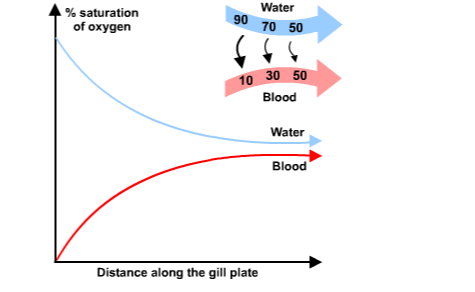 % saturation
of oxygen
Water
90 70 50
10 30 50
Blood
Water
Blood
Distance along the gill plate